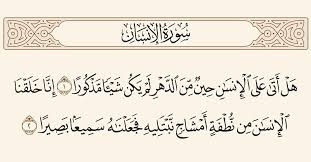 سُورَةُ الإِنسَانِ
هَلْ أَتَىٰ عَلَى ٱلْإِنسَٰنِ حِينٌ مِّنَ ٱلدَّهْرِ لَمْ يَكُن شَيْـًٔا مَّذْكُورًا ١ إِنَّا خَلَقْنَا
ٱلْإِنسَٰنَ مِن نُّطْفَةٍ أَمْشَاجٍ نَّبْتَلِيهِ فَجَعَلْنَٰهُ سَمِيعًۢا بَصِيرًا ٢